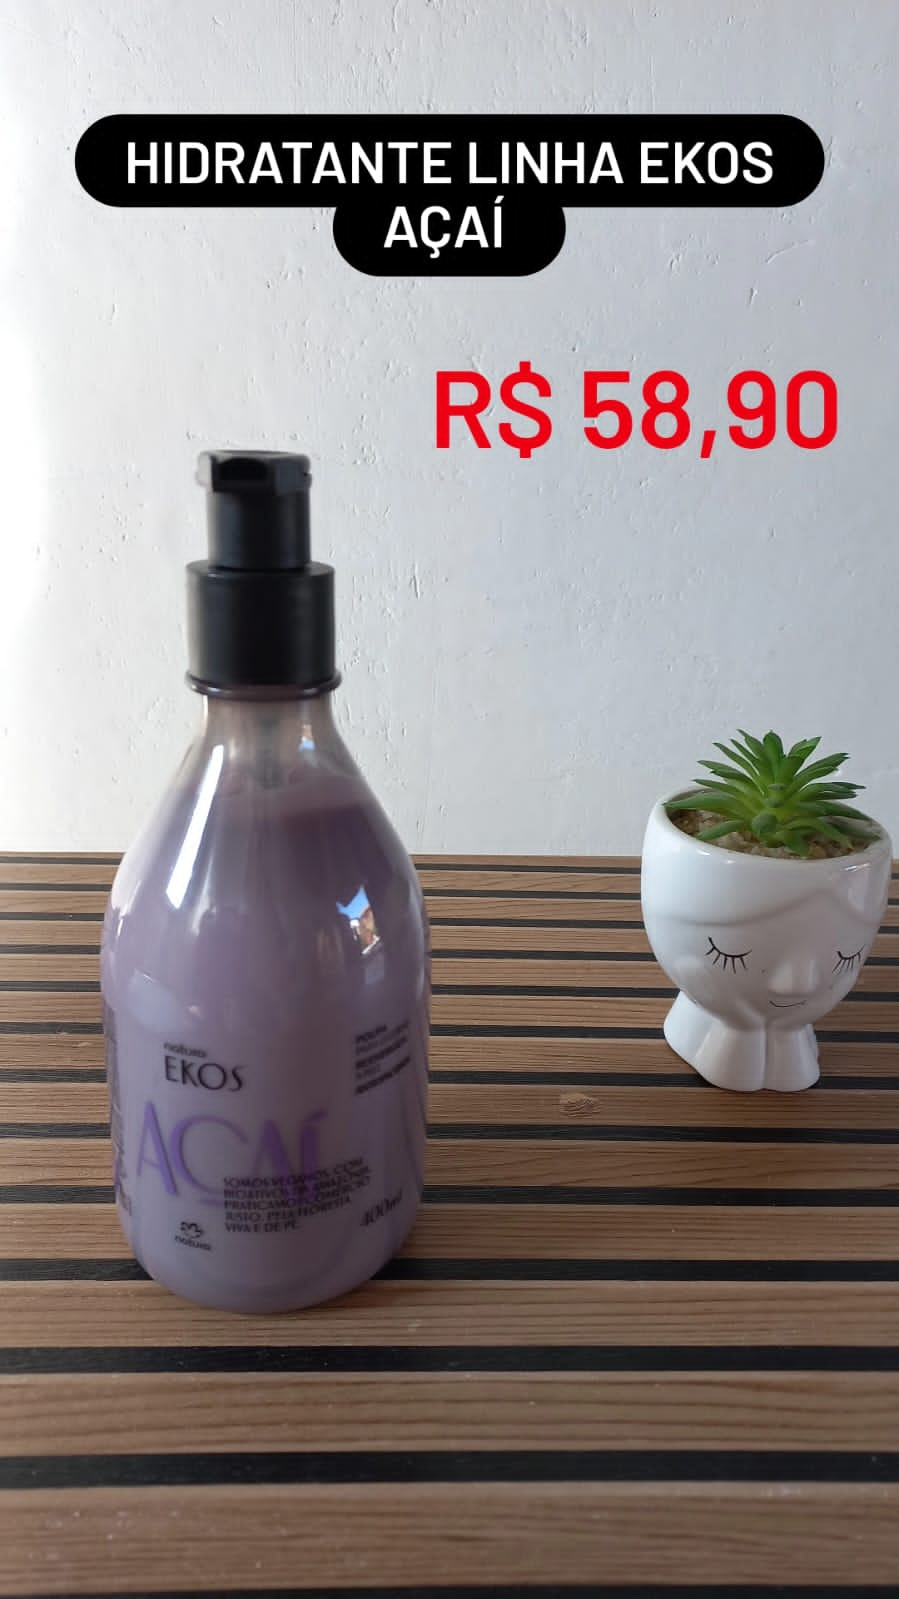 HIDRATANTE LINHA EKOS
AÇAÍ
R$ 58,90
natura
EKOS
POLPA
AÇAÍ
SOMOS VEGANOS, COM
BIOATIVOS DA AMAZÔNIA.
PRATICAMOS COMÉRCIO
JUSTO, PELA FLORESTA
VIVA E DE PÉ.
400ml
natura